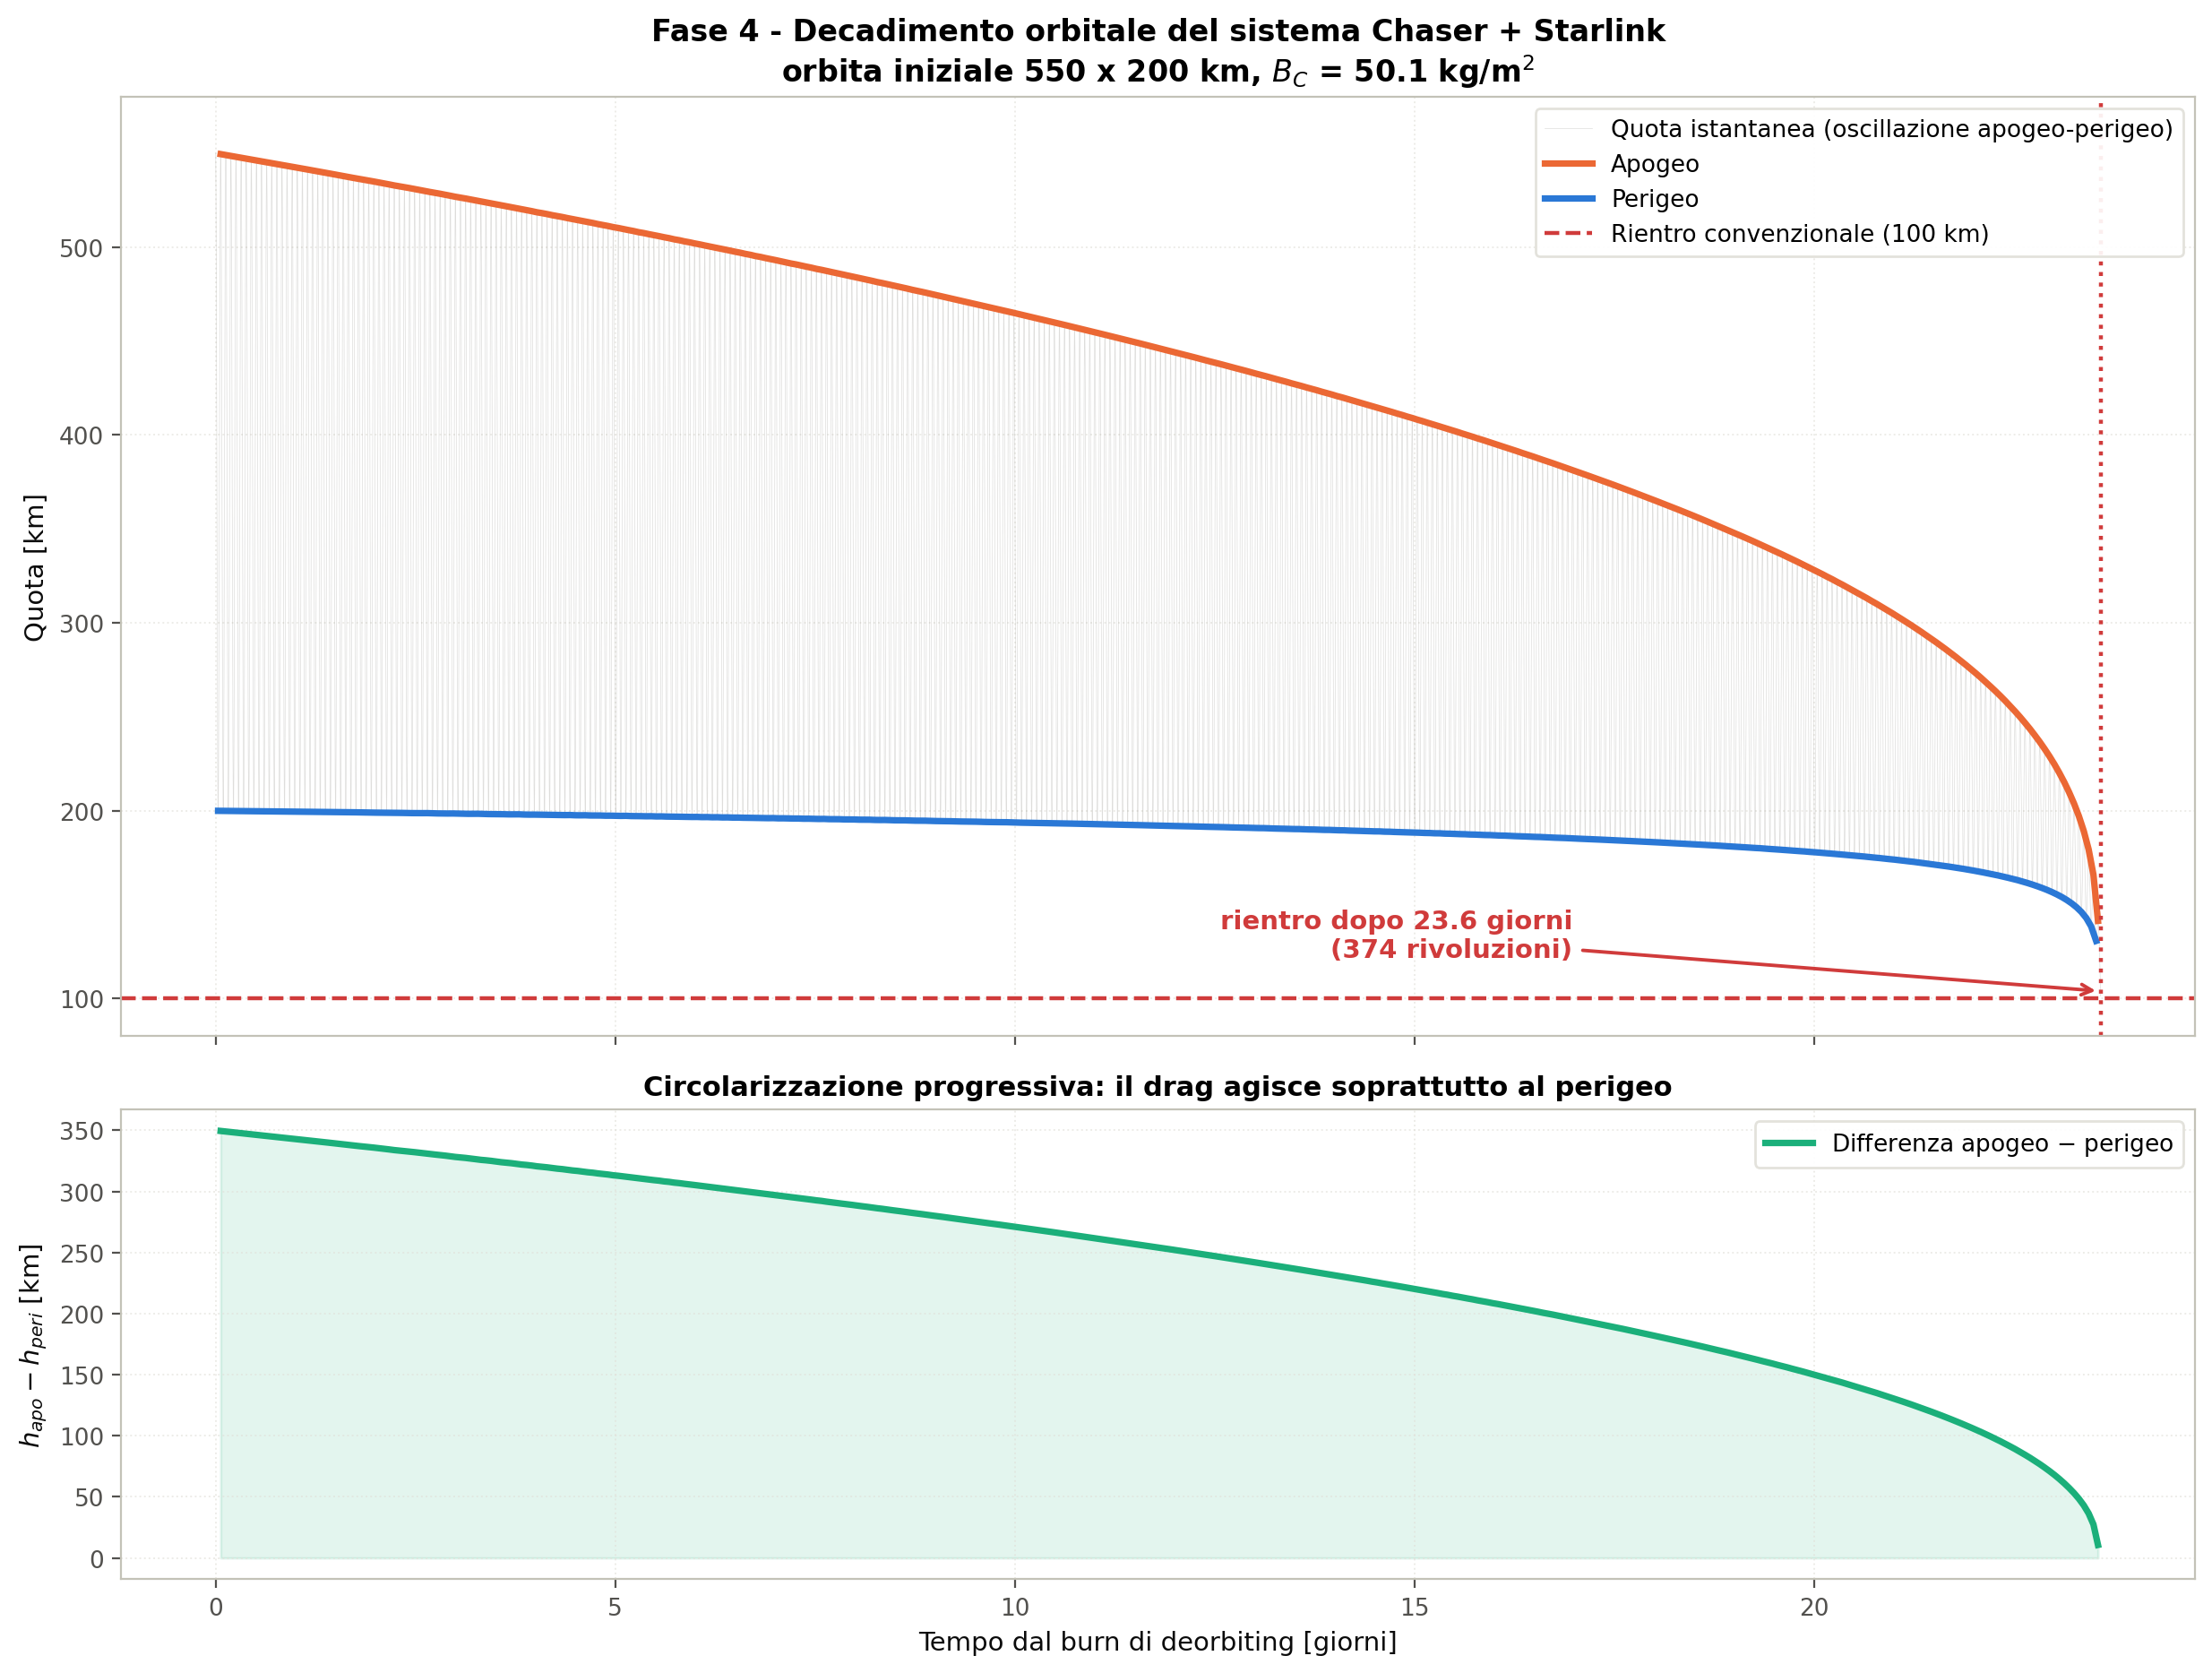 Fase 4 - Decadimento orbitale del sistema Chaser + Starlink
orbita iniziale 550 x 200 km, B_C = 50.1 kg/m²
Quota istantanea (oscillazione apogeo-perigeo)
Apogeo
Perigeo
Rientro convenzionale (100 km)
Quota [km]
500
400
300
200
100
rientro dopo 23.6 giorni
(374 rivoluzioni)
Circolarizzazione progressiva: il drag agisce soprattutto al perigeo
Differenza apogeo − perigeo
h_apo − h_peri [km]
350
300
250
200
150
100
50
0
0
5
10
15
20
Tempo dal burn di deorbiting [giorni]